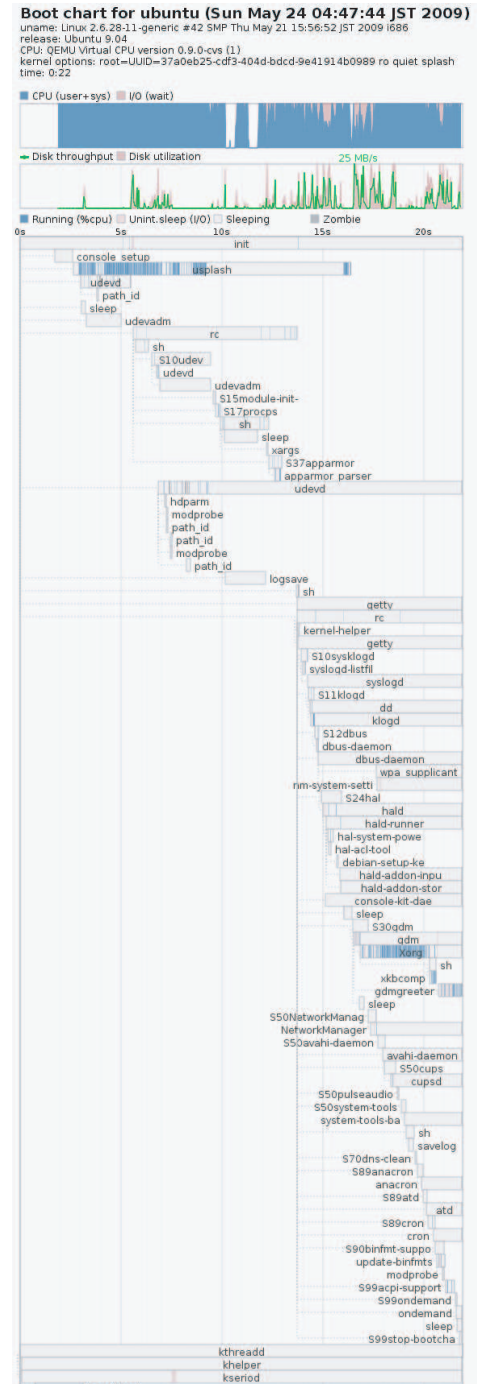 Boot chart for ubuntu (Sun May 24 04:47:44 JST 2009)
uname: Linux 2.6.28-11-generic #42 SMP Thu May 21 15:56:52 JST 2009 i686
release: Ubuntu 9.04
CPU: QEMU Virtual CPU version 0.9.0-cvs (1)
kernel options: root=UUID=37a0eb25-cdf3-404d-bdcd-9e41914b0989 ro quiet splash
time: 0:22
CPU (user+sys) I/O (wait)
Disk throughput Disk utilization 25 MB/s
Running (%cpu) Unint.sleep (I/O) Sleeping Zombie
0s 5s 10s 15s 20s
init
console_setup
usplash
udevd
path_id
sleep
udevadm
rc
sh
S10udev
udevd
udevadm
S15module-init-
S17procps
sh
sleep
xargs
S37apparmor
apparmor_parser
udevd
hdparm
modprobe
path_id
path_id
modprobe
path_id
logsave
sh
getty
rc
kernel-helper
getty
S10sysklogd
syslogd-listfil
syslogd
S11klogd
dd
klogd
S12dbus
dbus-daemon
dbus-daemon
wpa_supplicant
nm-system-setti
S24hal
hald
hald-runner
hal-system-powe
hal-acl-tool
debian-setup-ke
hald-addon-inpu
hald-addon-stor
console-kit-dae
sleep
S30gdm
gdm
Xorg
sh
xkbcomp
gdmgreeter
sleep
S50NetworkManag
NetworkManager
S50avahi-daemon
avahi-daemon
S50cups
cupsd
S50pulseaudio
S50system-tools
system-tools-ba
sh
savelog
S70dns-clean
S89anacron
anacron
S89atd
atd
S89cron
cron
S90binfmt-suppo
update-binfmts
modprobe
S99acpi-support
S99ondemand
ondemand
sleep
S99stop-bootcha
kthreadd
khelper
kseriod